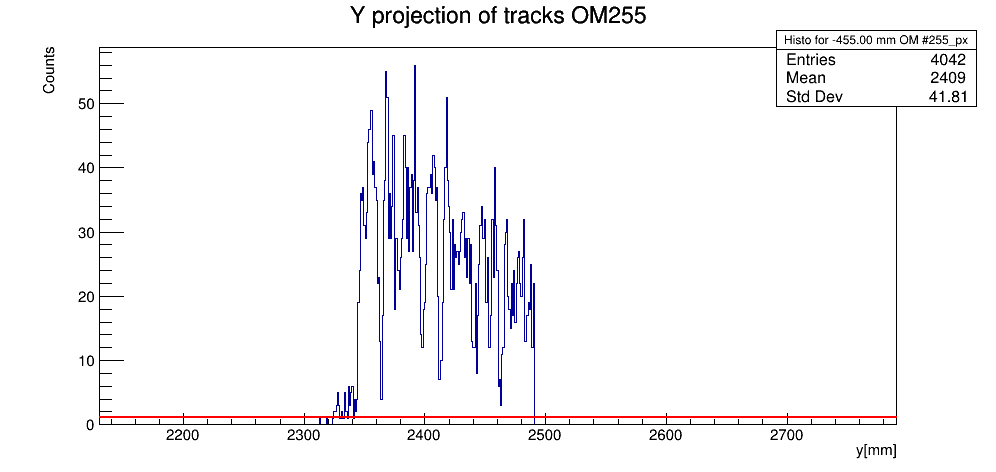 Y projection of tracks OM255
Histo for -455.00 mm OM #255_px
Entries 4042
Mean 2409
Std Dev 41.81
Counts
50
40
30
20
10
0
2200 2300 2400 2500 2600 2700
y[mm]